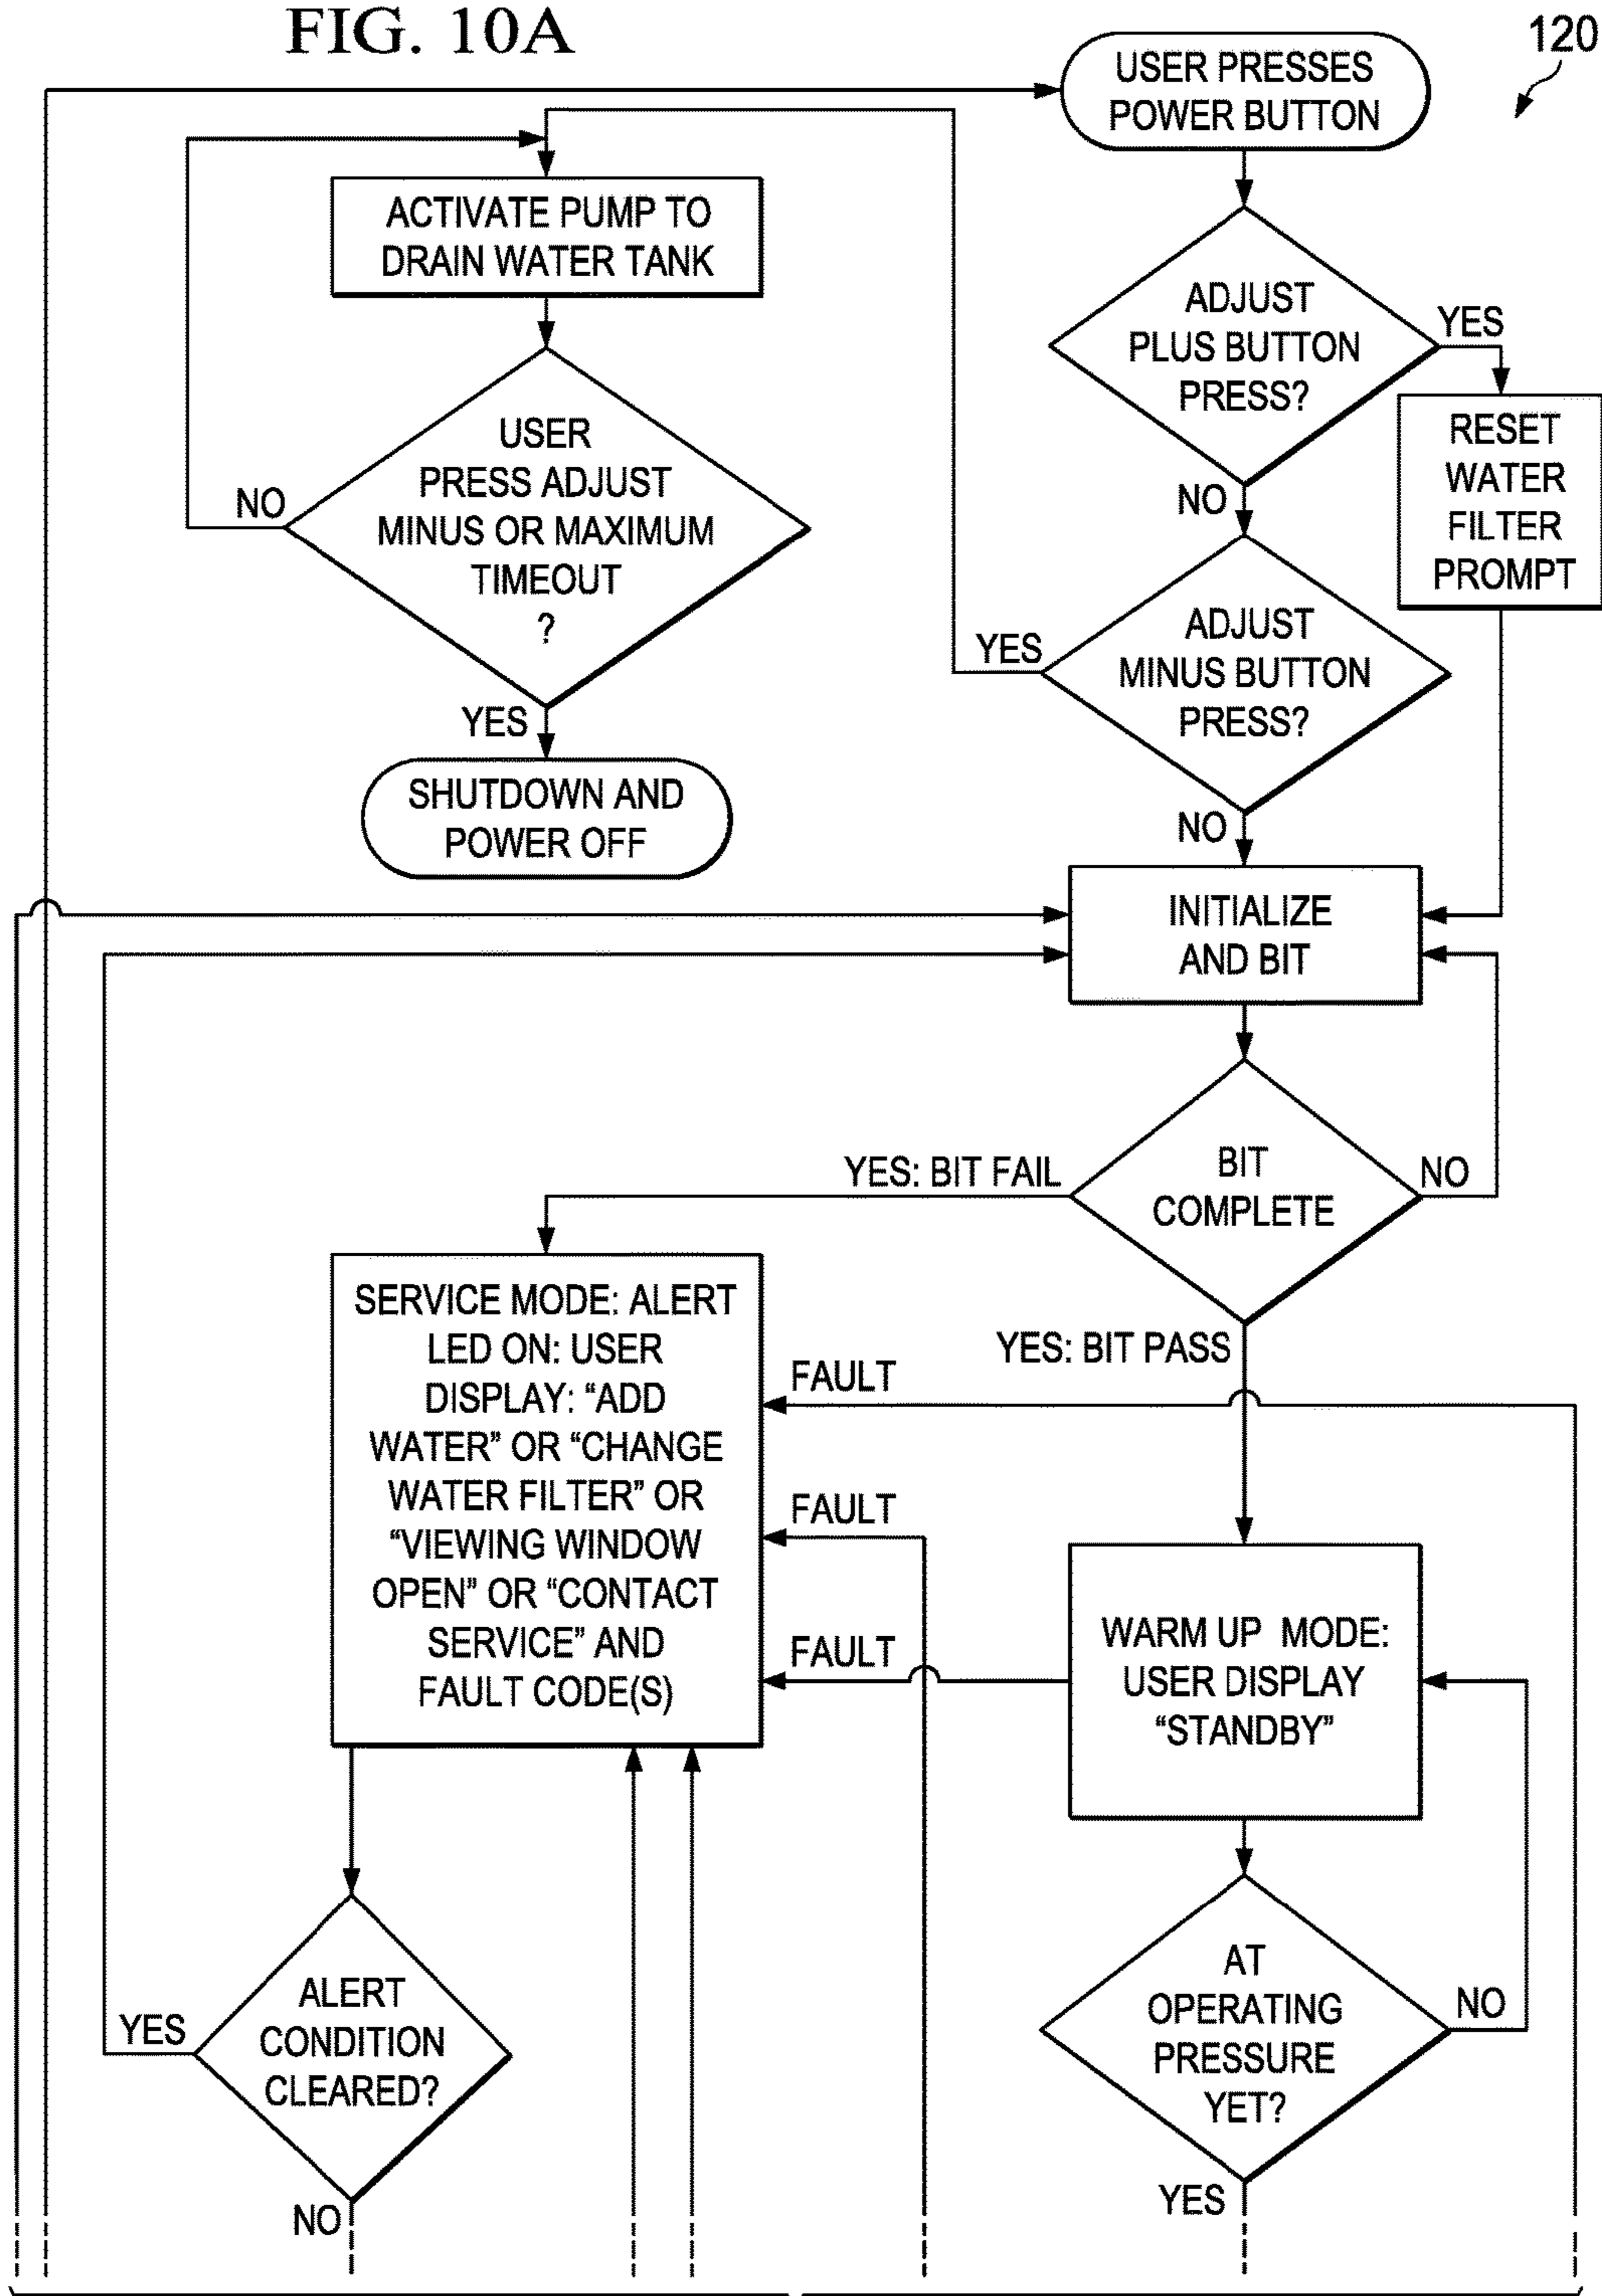 FIG. 10A
120
USER PRESSES
POWER BUTTON
ACTIVATE PUMP TO
DRAIN WATER TANK
ADJUST
PLUS BUTTON
PRESS?
YES
NO
RESET
WATER
FILTER
PROMPT
USER
PRESS ADJUST
MINUS OR MAXIMUM
TIMEOUT
?
NO
YES
ADJUST
MINUS BUTTON
PRESS?
YES
NO
SHUTDOWN AND
POWER OFF
INITIALIZE
AND BIT
BIT
COMPLETE
NO
YES: BIT FAIL
YES: BIT PASS
SERVICE MODE: ALERT
LED ON: USER
DISPLAY: “ADD
WATER” OR “CHANGE
WATER FILTER” OR
“VIEWING WINDOW
OPEN” OR “CONTACT
SERVICE” AND
FAULT CODE(S)
FAULT
FAULT
FAULT
WARM UP MODE:
USER DISPLAY
“STANDBY”
ALERT
CONDITION
CLEARED?
YES
NO
AT
OPERATING
PRESSURE
YET?
NO
YES